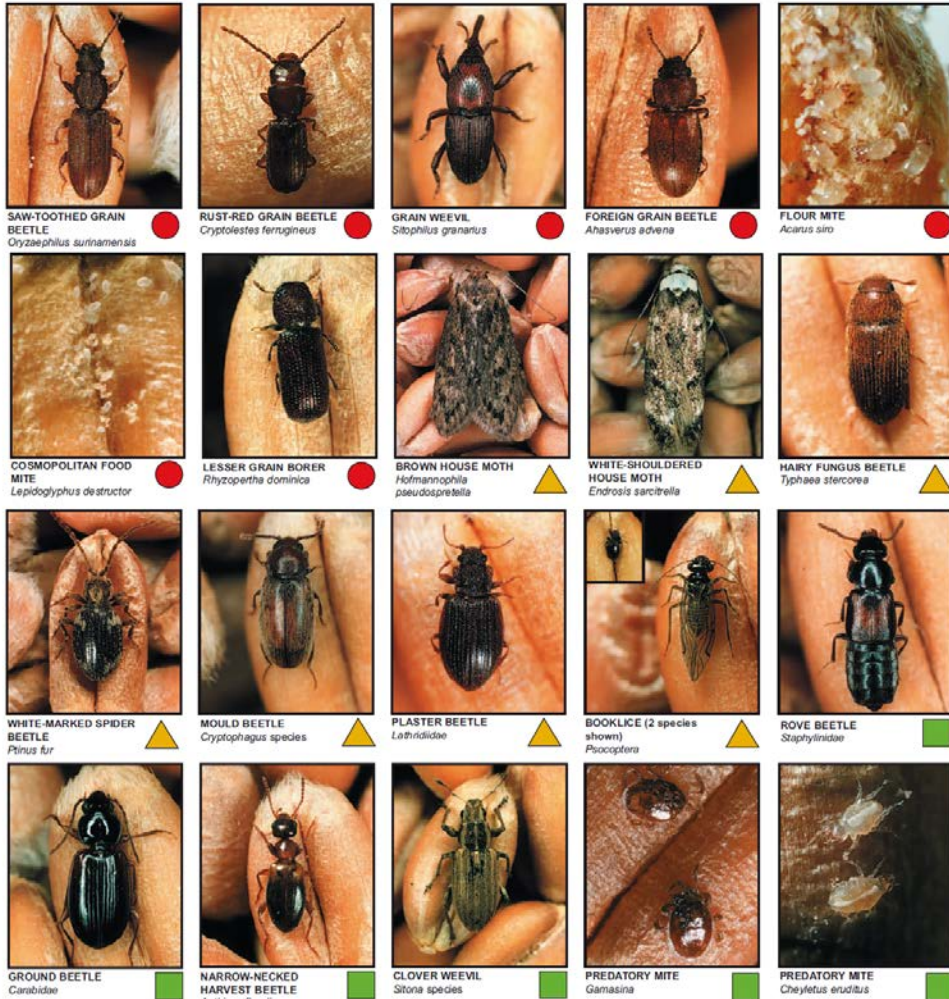 SAW-TOOTHED GRAIN
BEETLE
Oryzaephilus surinamensis
RUST-RED GRAIN BEETLE
Cryptolestes ferrugineus
GRAIN WEEVIL
Sitophilus granarius
FOREIGN GRAIN BEETLE
Ahasverus advena
FLOUR MITE
Acarus siro
COSMOPOLITAN FOOD
MITE
Lepidoglyphus destructor
LESSER GRAIN BORER
Rhyzopertha dominica
BROWN HOUSE MOTH
Hofmannophila
pseudospretella
WHITE-SHOULDERED
HOUSE MOTH
Endrosis sarcitrella
HAIRY FUNGUS BEETLE
Typhaea stercorea
WHITE-MARKED SPIDER
BEETLE
Ptinus fur
MOULD BEETLE
Cryptophagus species
PLASTER BEETLE
Lathridiidae
BOOKLICE (2 species
shown)
Psocoptera
ROVE BEETLE
Staphylinidae
GROUND BEETLE
Carabidae
NARROW-NECKED
HARVEST BEETLE
CLOVER WEEVIL
Sitona species
PREDATORY MITE
Gamasina
PREDATORY MITE
Cheyletus eruditus